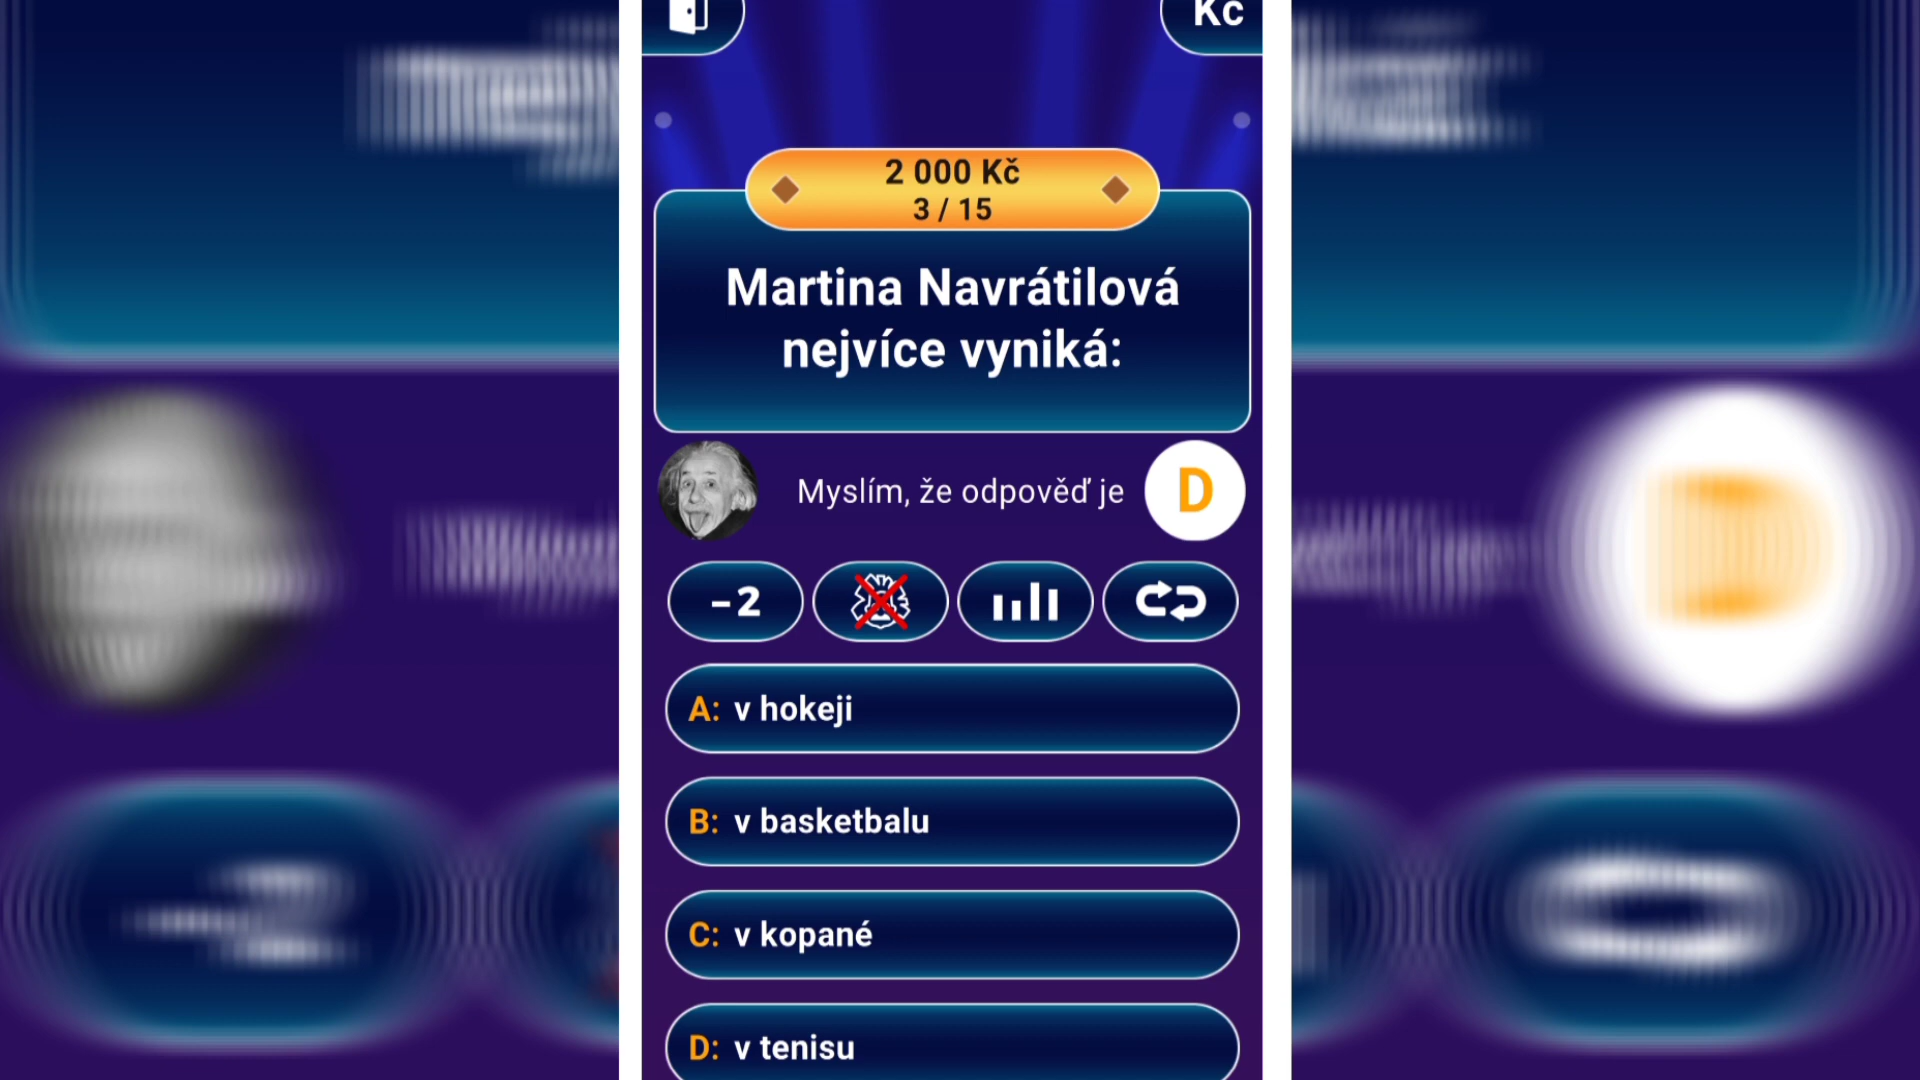 Kč
2 000 Kč
3 / 15
Martina Navrátilová
nejvíce vyniká:
Myslím, že odpověď je D
-2
A: v hokeji
B: v basketbalu
C: v kopané
D: v tenisu